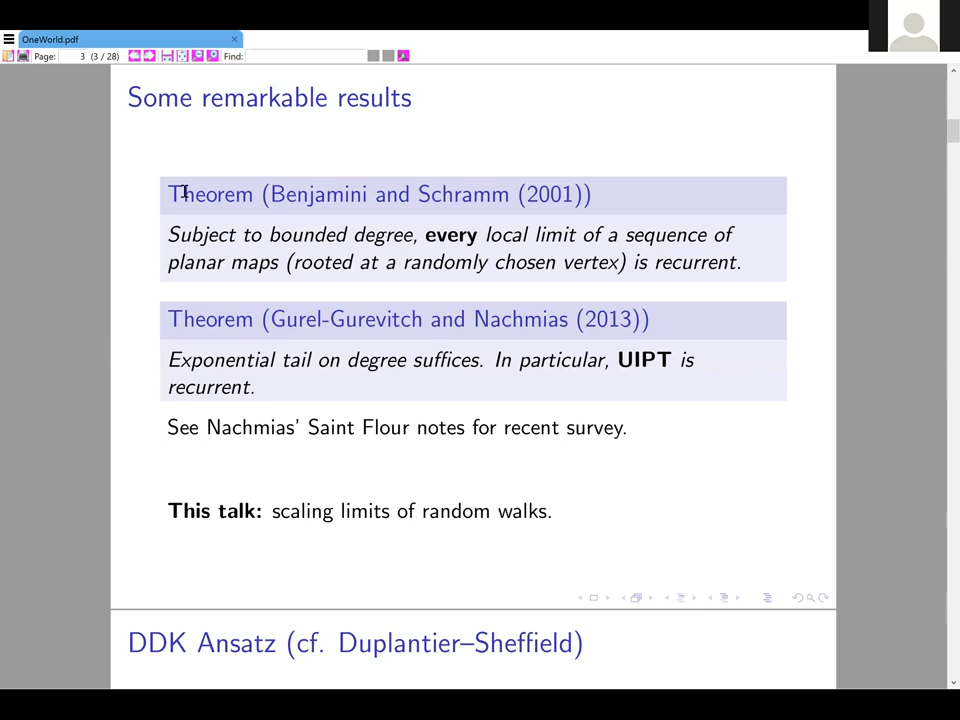 OneWorld.pdf
Page: 3 (3 / 28) Find:
Some remarkable results
Theorem (Benjamini and Schramm (2001))
Subject to bounded degree, every local limit of a sequence of
planar maps (rooted at a randomly chosen vertex) is recurrent.
Theorem (Gurel-Gurevitch and Nachmias (2013))
Exponential tail on degree suffices. In particular, UIPT is
recurrent.
See Nachmias' Saint Flour notes for recent survey.
This talk: scaling limits of random walks.
DDK Ansatz (cf. Duplantier–Sheffield)